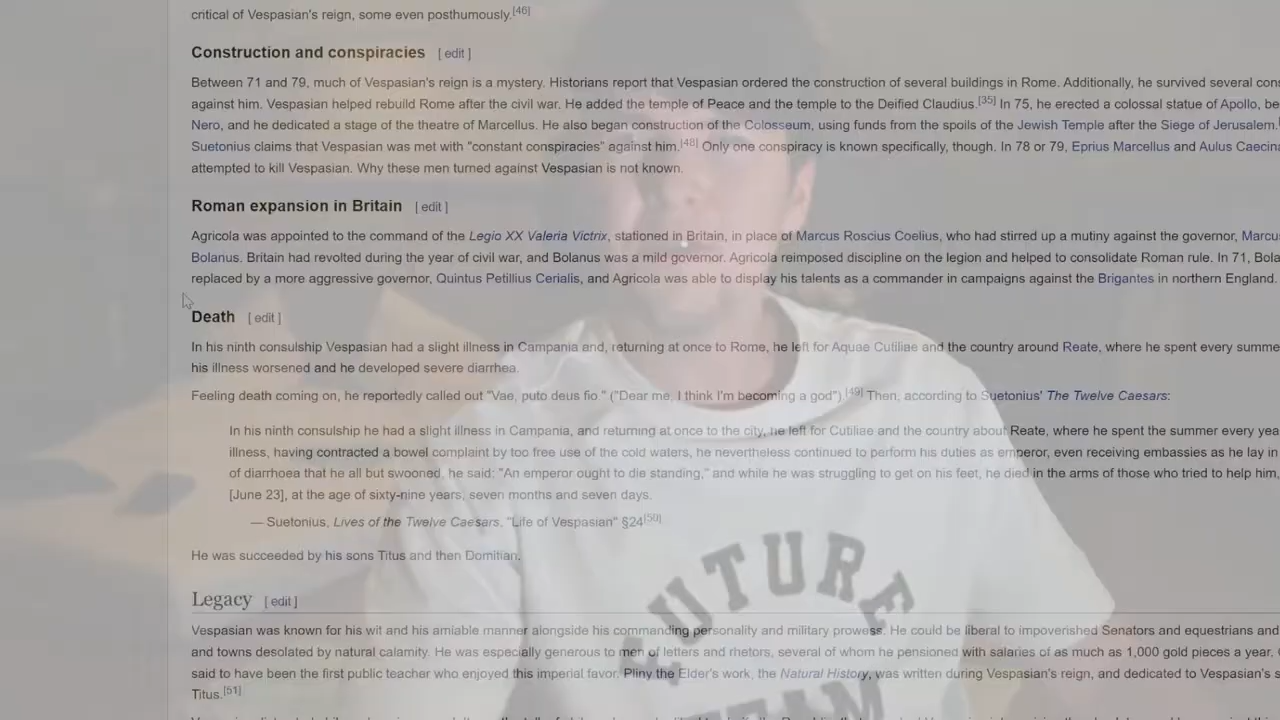 critical of Vespasian's reign, some even posthumously.[46]
Construction and conspiracies [ edit ]
Between 71 and 79, much of Vespasian's reign is a mystery. Historians report that Vespasian ordered the construction of several buildings in Rome. Additionally, he survived several cons
against him. Vespasian helped rebuild Rome after the civil war. He added the temple of Peace and the temple to the Deified Claudius.[35] In 75, he erected a colossal statue of Apollo, be
Nero, and he dedicated a stage of the theatre of Marcellus. He also began construction of the Colosseum, using funds from the spoils of the Jewish Temple after the Siege of Jerusalem.
Suetonius claims that Vespasian was met with "constant conspiracies" against him.[48] Only one conspiracy is known specifically, though. In 78 or 79, Eprius Marcellus and Aulus Caecina
attempted to kill Vespasian. Why these men turned against Vespasian is not known.
Roman expansion in Britain [ edit ]
Agricola was appointed to the command of the Legio XX Valeria Victrix, stationed in Britain, in place of Marcus Roscius Coelius, who had stirred up a mutiny against the governor, Marcus
Bolanus. Britain had revolted during the year of civil war, and Bolanus was a mild governor. Agricola reimposed discipline on the legion and helped to consolidate Roman rule. In 71, Bola
replaced by a more aggressive governor, Quintus Petillius Cerialis, and Agricola was able to display his talents as a commander in campaigns against the Brigantes in northern England.
Death [ edit ]
In his ninth consulship Vespasian had a slight illness in Campania and, returning at once to Rome, he left for Aquae Cutiliae and the country around Reate, where he spent every summe
his illness worsened and he developed severe diarrhea.
Feeling death coming on, he reportedly called out "Vae, puto deus fio." ("Dear me, I think I'm becoming a god").[49] Then, according to Suetonius' The Twelve Caesars:
In his ninth consulship he had a slight illness in Campania, and returning at once to the city, he left for Cutiliae and the country about Reate, where he spent the summer every yea
illness, having contracted a bowel complaint by too free use of the cold waters, he nevertheless continued to perform his duties as emperor, even receiving embassies as he lay in
of diarrhoea that he all but swooned, he said: "An emperor ought to die standing," and while he was struggling to get on his feet, he died in the arms of those who tried to help him,
[June 23], at the age of sixty-nine years, seven months and seven days.
— Suetonius, Lives of the Twelve Caesars, "Life of Vespasian" §24[50]
He was succeeded by his sons Titus and then Domitian.
Legacy [ edit ]
Vespasian was known for his wit and his amiable manner alongside his commanding personality and military prowess. He could be liberal to impoverished Senators and equestrians and
and towns desolated by natural calamity. He was especially generous to men of letters and rhetors, several of whom he pensioned with salaries of as much as 1,000 gold pieces a year.
said to have been the first public teacher who enjoyed this imperial favor. Pliny the Elder's work, the Natural History, was written during Vespasian's reign, and dedicated to Vespasian's s
Titus.[51]
FUTURE
TEAM